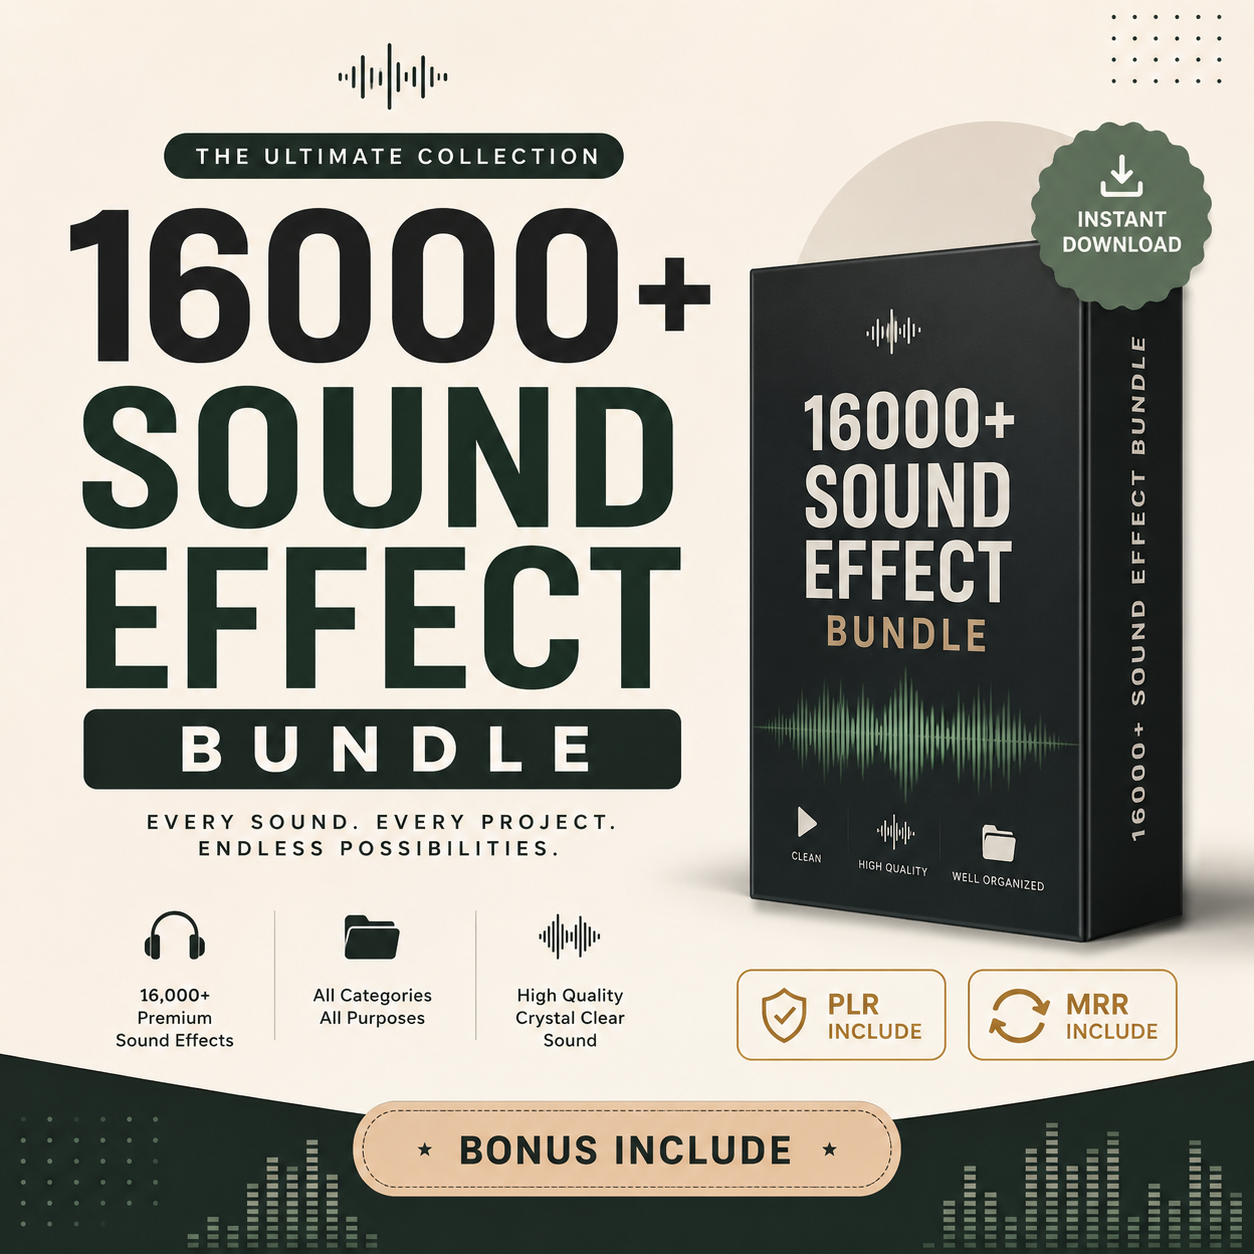 THE ULTIMATE COLLECTION
16000+
SOUND
EFFECT
BUNDLE
EVERY SOUND. EVERY PROJECT.
ENDLESS POSSIBILITIES.
16,000+
Premium
Sound Effects
All Categories
All Purposes
High Quality
Crystal Clear
Sound
INSTANT
DOWNLOAD
16000+
SOUND
EFFECT
BUNDLE
CLEAN
HIGH QUALITY
WELL ORGANIZED
16000+ SOUND EFFECT BUNDLE
PLR
INCLUDE
MRR
INCLUDE
BONUS INCLUDE